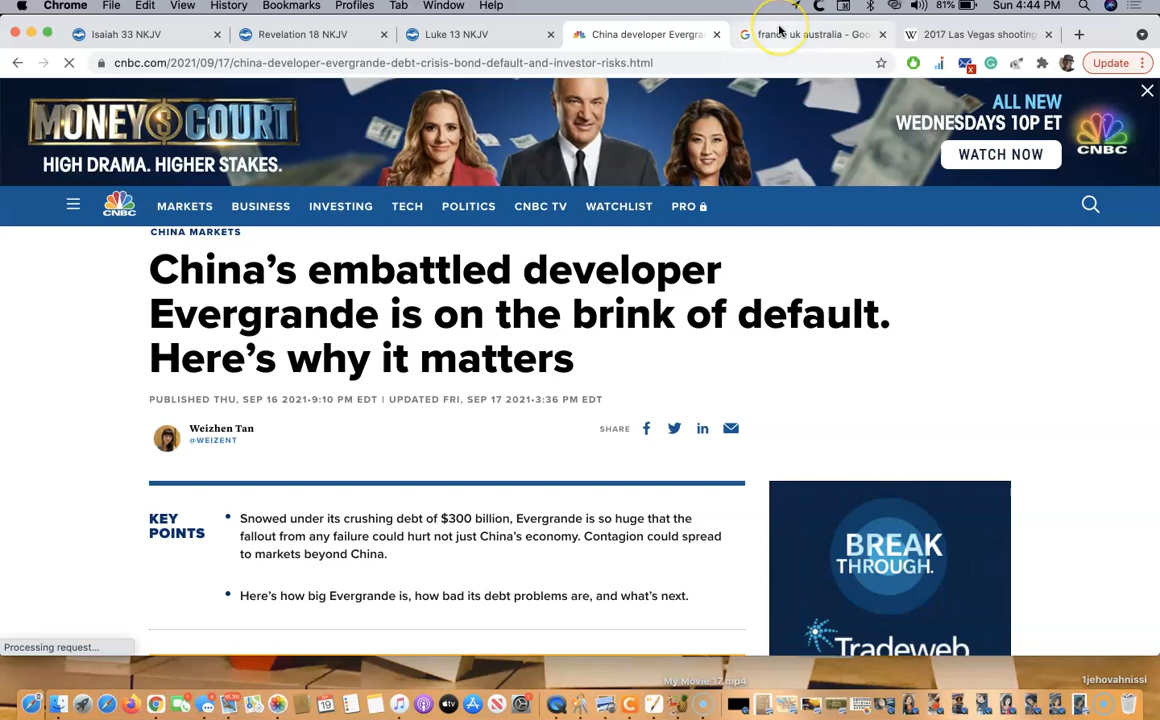 Chrome File Edit View History Bookmarks Profiles Tab Window Help 81% Sun 4:44 PM
Isaiah 33 NKJV Revelation 18 NKJV Luke 13 NKJV China developer Evergra 2017 Las Vegas shooting
cnbc.com/2021/09/17/china-developer-evergrande-debt-crisis-bond-default-and-investor-risks.html Update
MONEY COURT
HIGH DRAMA. HIGHER STAKES.
ALL NEW
WEDNESDAYS 10P ET
WATCH NOW
CNBC
CNBC MARKETS BUSINESS INVESTING TECH POLITICS CNBC TV WATCHLIST PRO
CHINA MARKETS
China's embattled developer
Evergrande is on the brink of default.
Here's why it matters
PUBLISHED THU, SEP 16 2021•9:10 PM EDT | UPDATED FRI, SEP 17 2021•3:36 PM EDT
Weizhen Tan
@WEIZENT
SHARE
KEY
POINTS
• Snowed under its crushing debt of $300 billion, Evergrande is so huge that the
fallout from any failure could hurt not just China's economy. Contagion could spread
to markets beyond China.
• Here's how big Evergrande is, how bad its debt problems are, and what's next.
BREAK
THROUGH.
Tradeweb
Processing request...
My Movie 17.mp4
1jehovahnissi